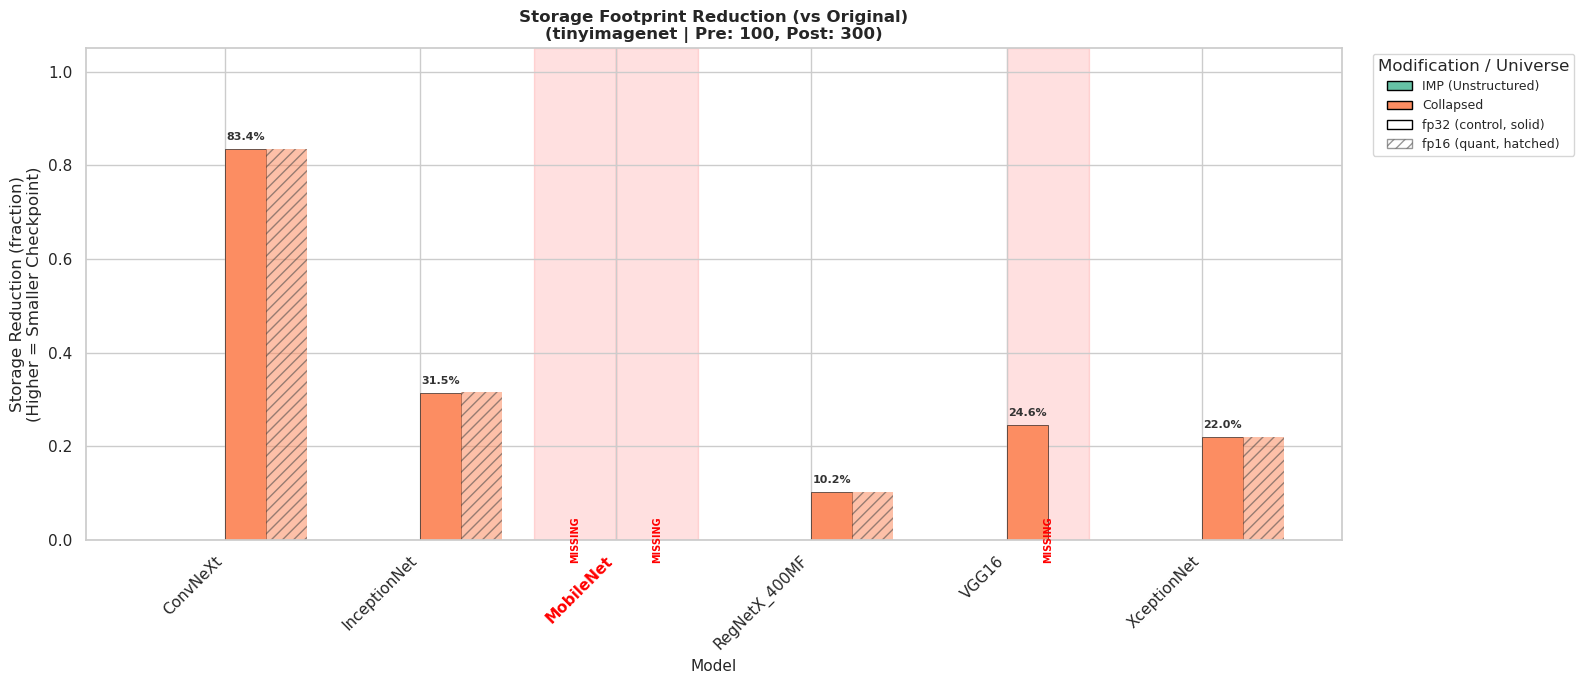 Storage Footprint Reduction (vs Original)
(tinyimagenet | Pre: 100, Post: 300)
Storage Reduction (fraction)
(Higher = Smaller Checkpoint)
1.0
0.8
0.6
0.4
0.2
0.0
83.4%
31.5%
MISSING
MISSING
10.2%
24.6%
MISSING
22.0%
ConvNeXt
InceptionNet
MobileNet
RegNetX_400MF
VGG16
XceptionNet
Model
Modification / Universe
IMP (Unstructured)
Collapsed
fp32 (control, solid)
fp16 (quant, hatched)